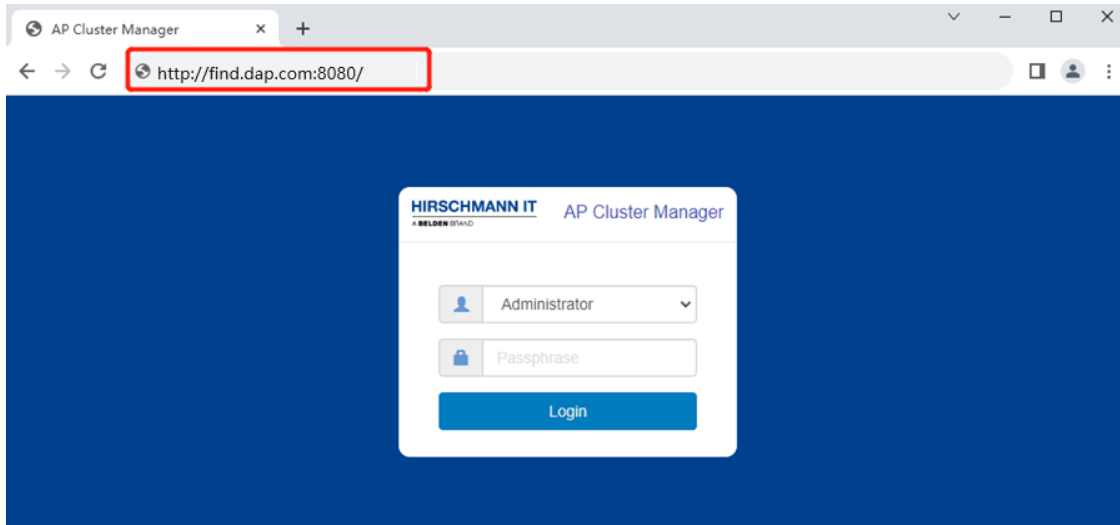 AP Cluster Manager
http://find.dap.com:8080/
HIRSCHMANN IT
A BELDEN BRAND
AP Cluster Manager
Administrator
Passphrase
Login